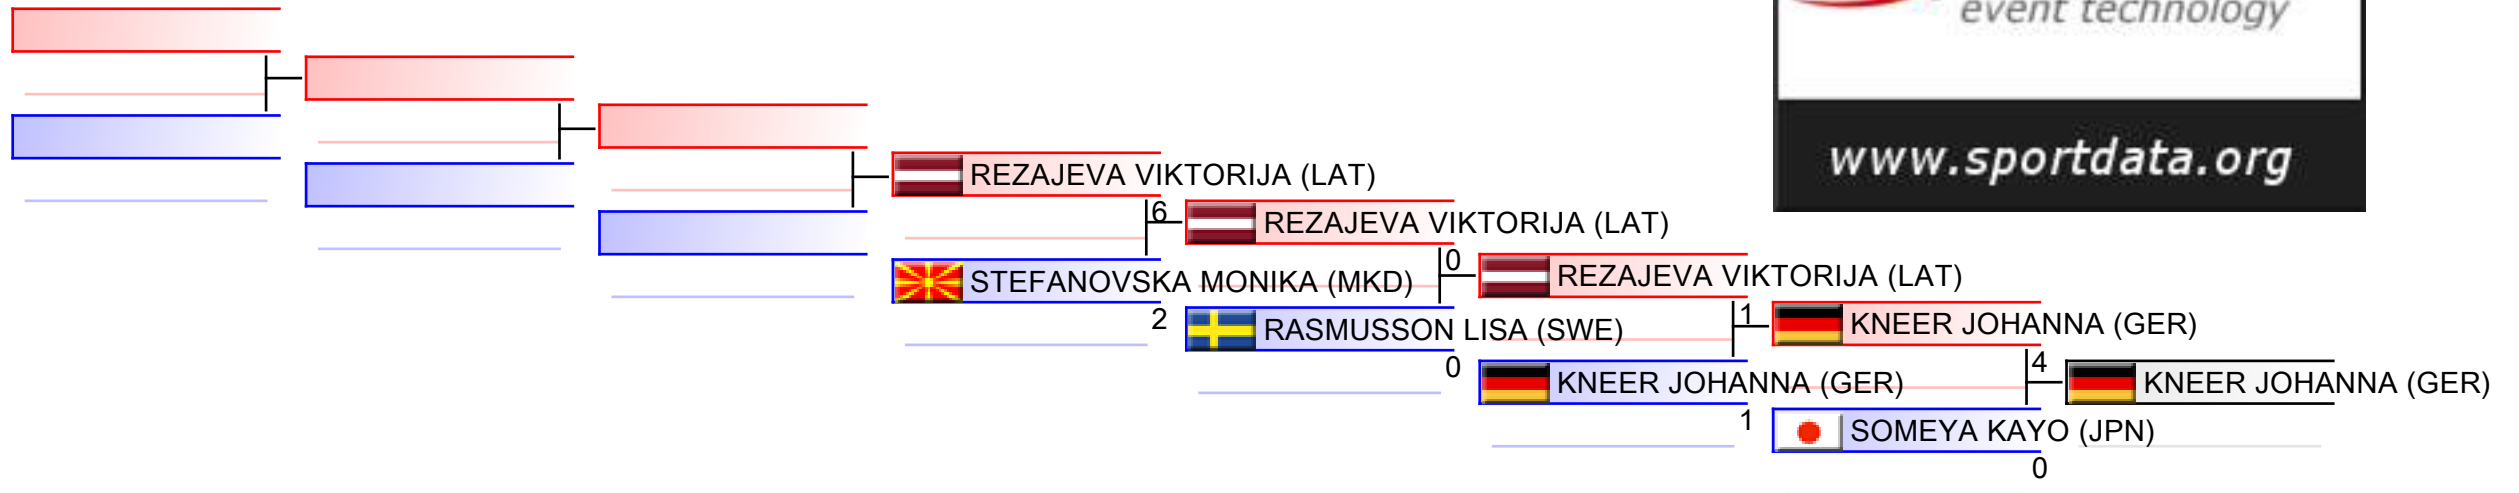 event technology
www.sportdata.org
REZAJEVA VIKTORIJA (LAT)
6
REZAJEVA VIKTORIJA (LAT)
0
STEFANOVSKA MONIKA (MKD)
2
REZAJEVA VIKTORIJA (LAT)
1
RASMUSSON LISA (SWE)
0
KNEER JOHANNA (GER)
4
KNEER JOHANNA (GER)
1
KNEER JOHANNA (GER)
SOMEYA KAYO (JPN)
0